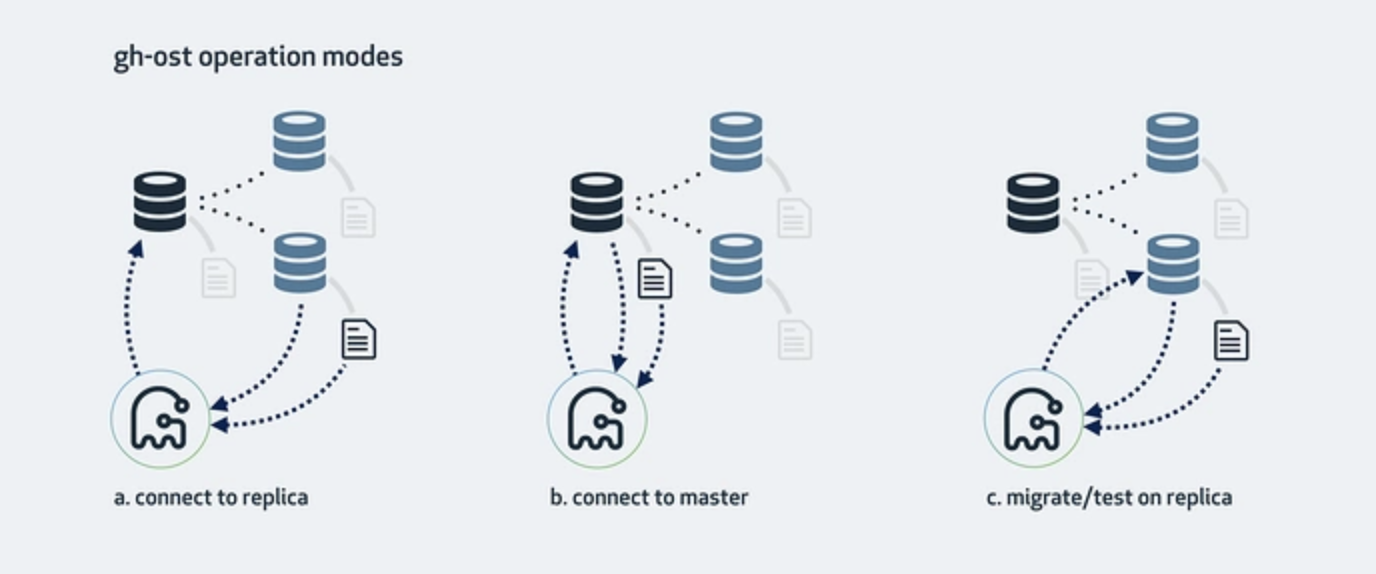 gh-ost operation modes
a. connect to replica
b. connect to master
c. migrate/test on replica